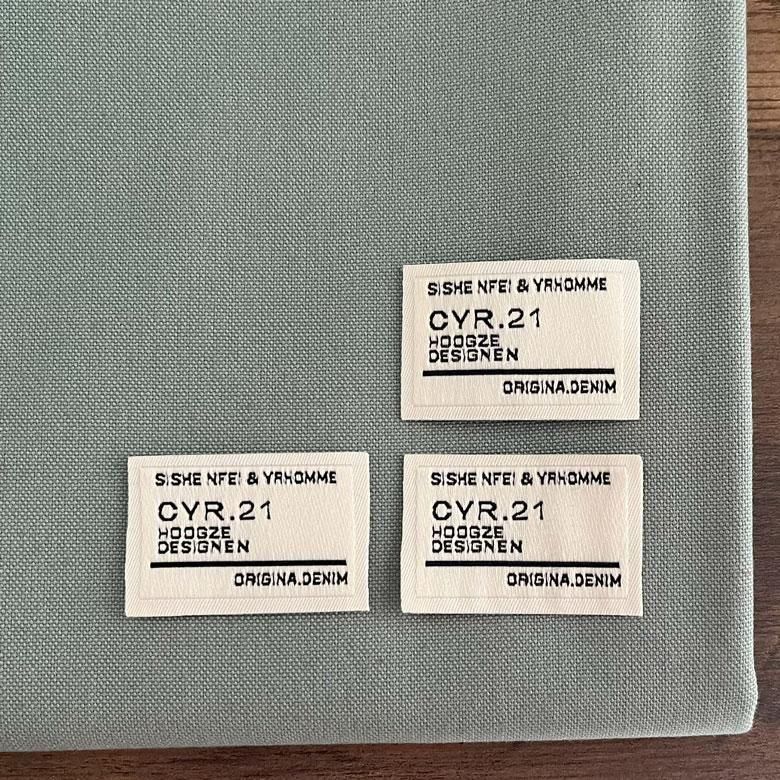 SISHE NFEI & YRHOMME
CYR.21
HOOGZE
DESIGNEN
ORIGINA.DENIM
SISHE NFEI & YRHOMME
CYR.21
HOOGZE
DESIGNEN
ORIGINA.DENIM
SISHE NFEI & YRHOMME
CYR.21
HOOGZE
DESIGNEN
ORIGINA.DENIM